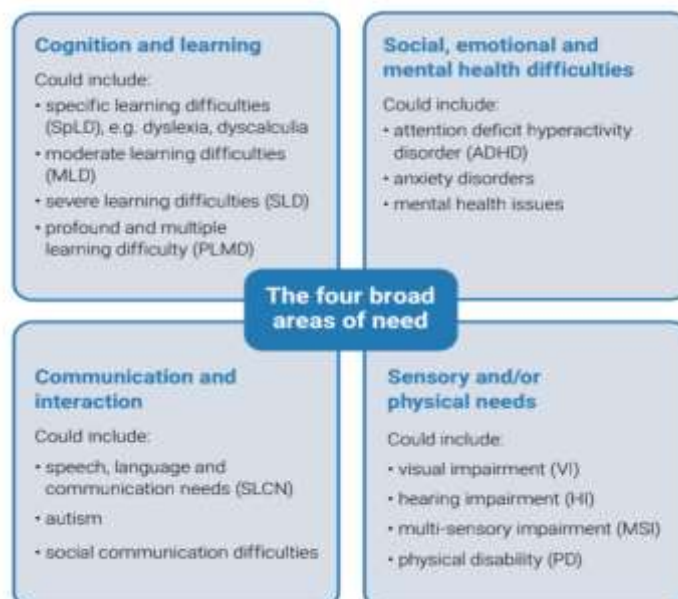 Cognition and learning
Could include:
• specific learning difficulties
(SpLD), e.g. dyslexia, dyscalculia
• moderate learning difficulties
(MLD)
• severe learning difficulties (SLD)
• profound and multiple
learning difficulty (PLMD)
Social, emotional and
mental health difficulties
Could include:
• attention deficit hyperactivity
disorder (ADHD)
• anxiety disorders
• mental health issues
The four broad
areas of need
Communication and
interaction
Could include:
• speech, language and
communication needs (SLCN)
• autism
• social communication difficulties
Sensory and/or
physical needs
Could include:
• visual impairment (VI)
• hearing impairment (HI)
• multi-sensory impairment (MSI)
• physical disability (PD)